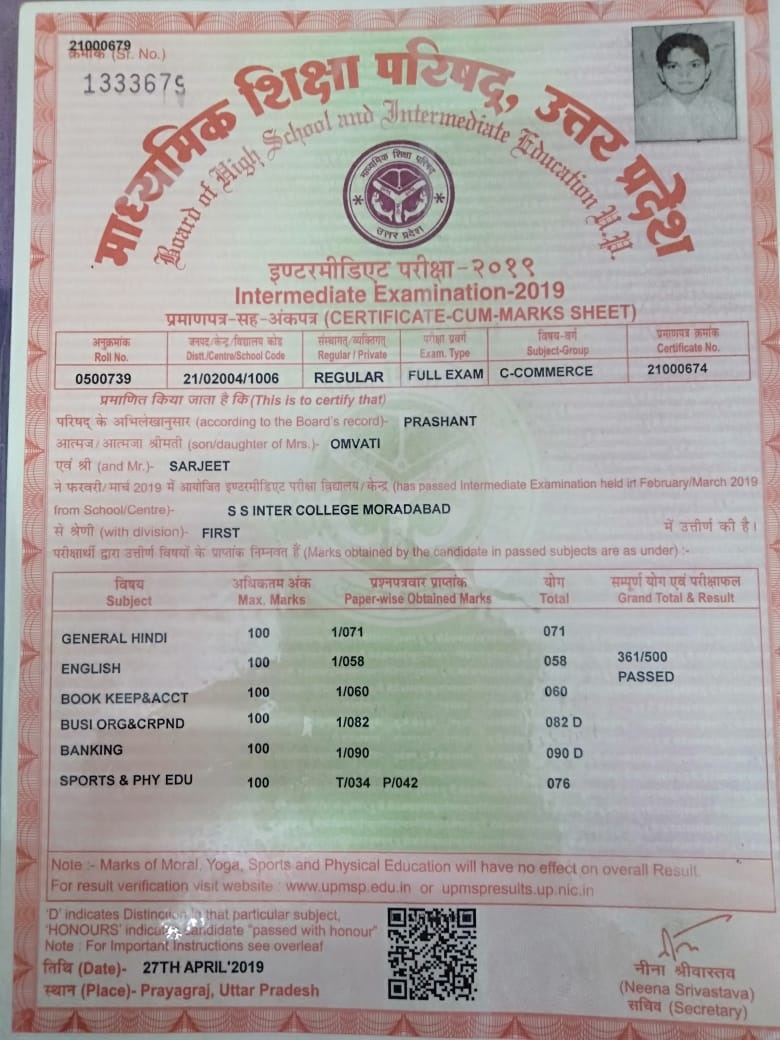 21000679
क्रमांक (Sr. No.)
1333679
माध्यमिक शिक्षा परिषद्, उत्तर प्रदेश
Board of High School and Intermediate Education U.P.
माध्यमिक शिक्षा परिषद
उत्तर प्रदेश
इण्टरमीडिएट परीक्षा-२०१९
Intermediate Examination-2019
प्रमाणपत्र-सह-अंकपत्र (CERTIFICATE-CUM-MARKS SHEET)
अनुक्रमांक जनपद/केन्द्र/विद्यालय कोड संस्थागत/व्यक्तिगत परीक्षा प्रवर्ग विषय-वर्ग प्रमाणपत्र क्रमांक
Roll No. Distt./Centre/School Code Regular / Private Exam. Type Subject-Group Certificate No.
0500739 21/02004/1006 REGULAR FULL EXAM C-COMMERCE 21000674
प्रमाणित किया जाता है कि (This is to certify that)
परिषद के अभिलेखानुसार (according to the Board's record)- PRASHANT
आत्मज/आत्मजा श्रीमती (son/daughter of Mrs.)- OMVATI
एवं श्री (and Mr.)- SARJEET
ने फरवरी/मार्च 2019 में आयोजित इण्टरमीडिएट परीक्षा विद्यालय/केन्द्र (has passed Intermediate Examination held in February/March 2019
from School/Centre)- S S INTER COLLEGE MORADABAD
से श्रेणी (with division)- FIRST में उत्तीर्ण की है।
परीक्षार्थी द्वारा उत्तीर्ण विषयों के प्राप्तांक निम्नवत हैं (Marks obtained by the candidate in passed subjects are as under) :-
विषय अधिकतम अंक प्रश्नपत्रवार प्राप्तांक योग सम्पूर्ण योग एवं परीक्षाफल
Subject Max. Marks Paper-wise Obtained Marks Total Grand Total & Result
GENERAL HINDI 100 1/071 071
ENGLISH 100 1/058 058 361/500
PASSED
BOOK KEEP&ACCT 100 1/060 060
BUSI ORG&CRPND 100 1/082 082 D
BANKING 100 1/090 090 D
SPORTS & PHY EDU 100 T/034 P/042 076
Note :- Marks of Moral, Yoga, Sports and Physical Education will have no effect on overall Result.
For result verification visit website : www.upmsp.edu.in or upmspresults.up.nic.in
'D' indicates Distinction in that particular subject,
'HONOURS' indicates candidate "passed with honour"
Note : For Important Instructions see overleaf
तिथि (Date)- 27TH APRIL'2019
स्थान (Place)- Prayagraj, Uttar Pradesh
नीना श्रीवास्तव
(Neena Srivastava)
सचिव (Secretary)